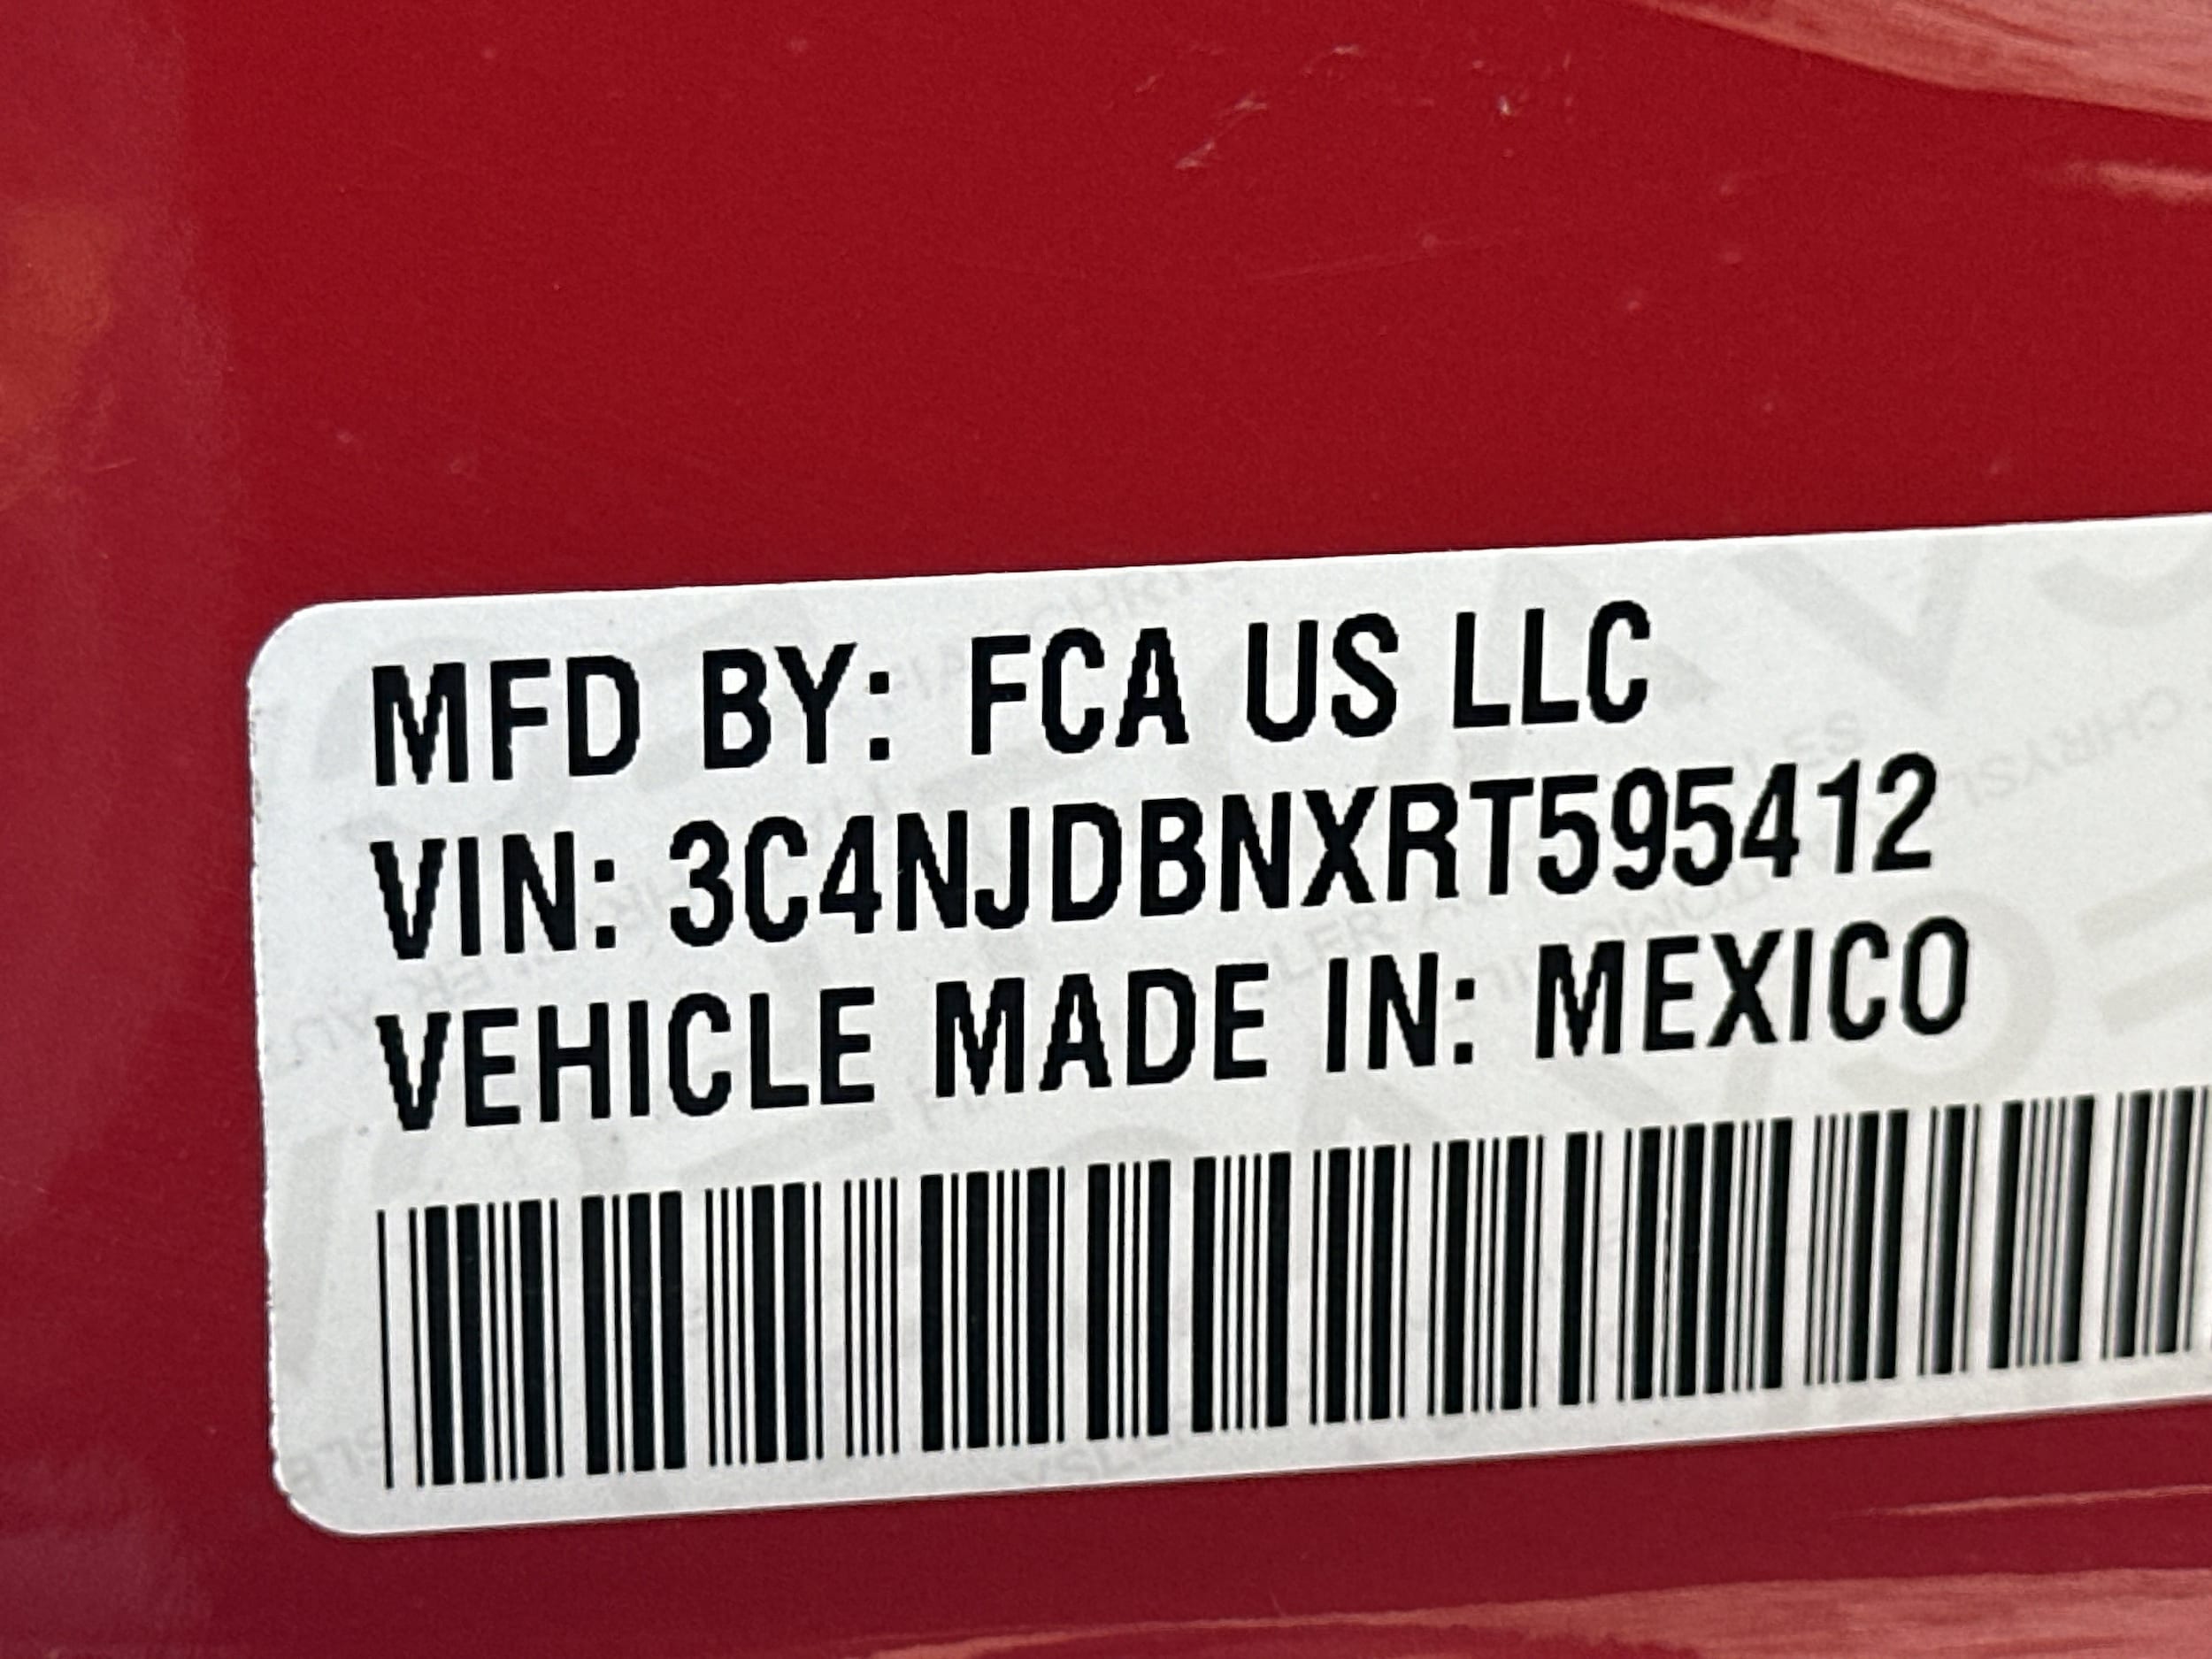 MFD BY: FCA US LLC
VIN: 3C4NJDBNXRT595412
VEHICLE MADE IN: MEXICO